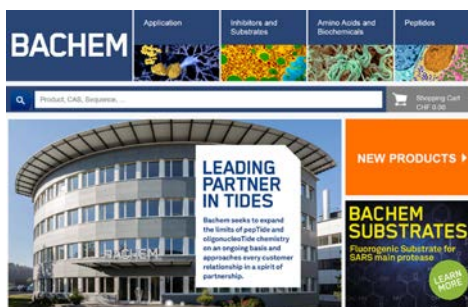 BACHEM
Application
Inhibitors and
Substrates
Amino Acids and
Biochemicals
Peptides
Product, CAS, Sequence, ...
Shopping Cart
CHF 0.00
LEADING
PARTNER
IN TIDES
Bachem seeks to expand
the limits of pepTide and
oligonucleoTide chemistry
on an ongoing basis and
approaches every customer
relationship in a spirit of
partnership.
BACHEM
NEW PRODUCTS
BACHEM
SUBSTRATES
Fluorogenic Substrate for
SARS main protease
LEARN
MORE